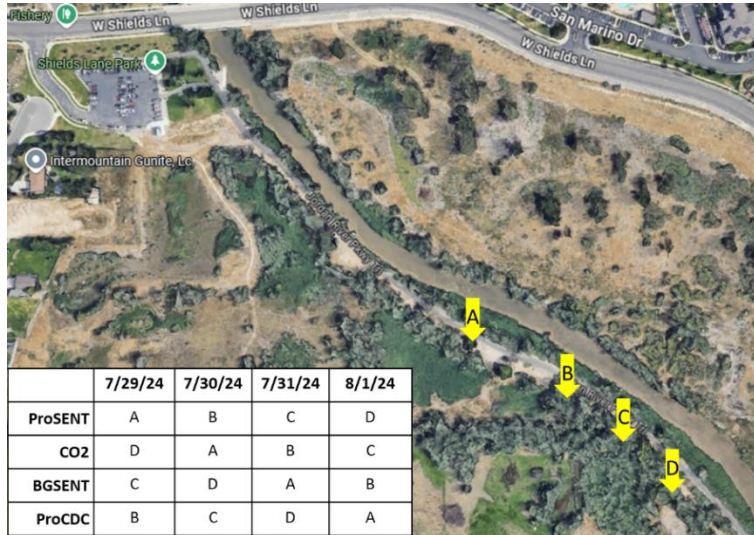 Fishery
W Shields Ln
W Shields Ln
San Marino Dr
W Shields Ln
Shields Lane Park
Intermountain Gunite, Lc
A
B
C
D
7/29/24 7/30/24 7/31/24 8/1/24
ProSENT A B C D
CO2 D A B C
BGSENT C D A B
ProCDC B C D A